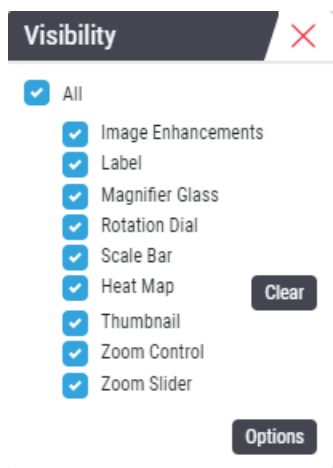 Visibility
All
Image Enhancements
Label
Magnifier Glass
Rotation Dial
Scale Bar
Heat Map Clear
Thumbnail
Zoom Control
Zoom Slider
Options